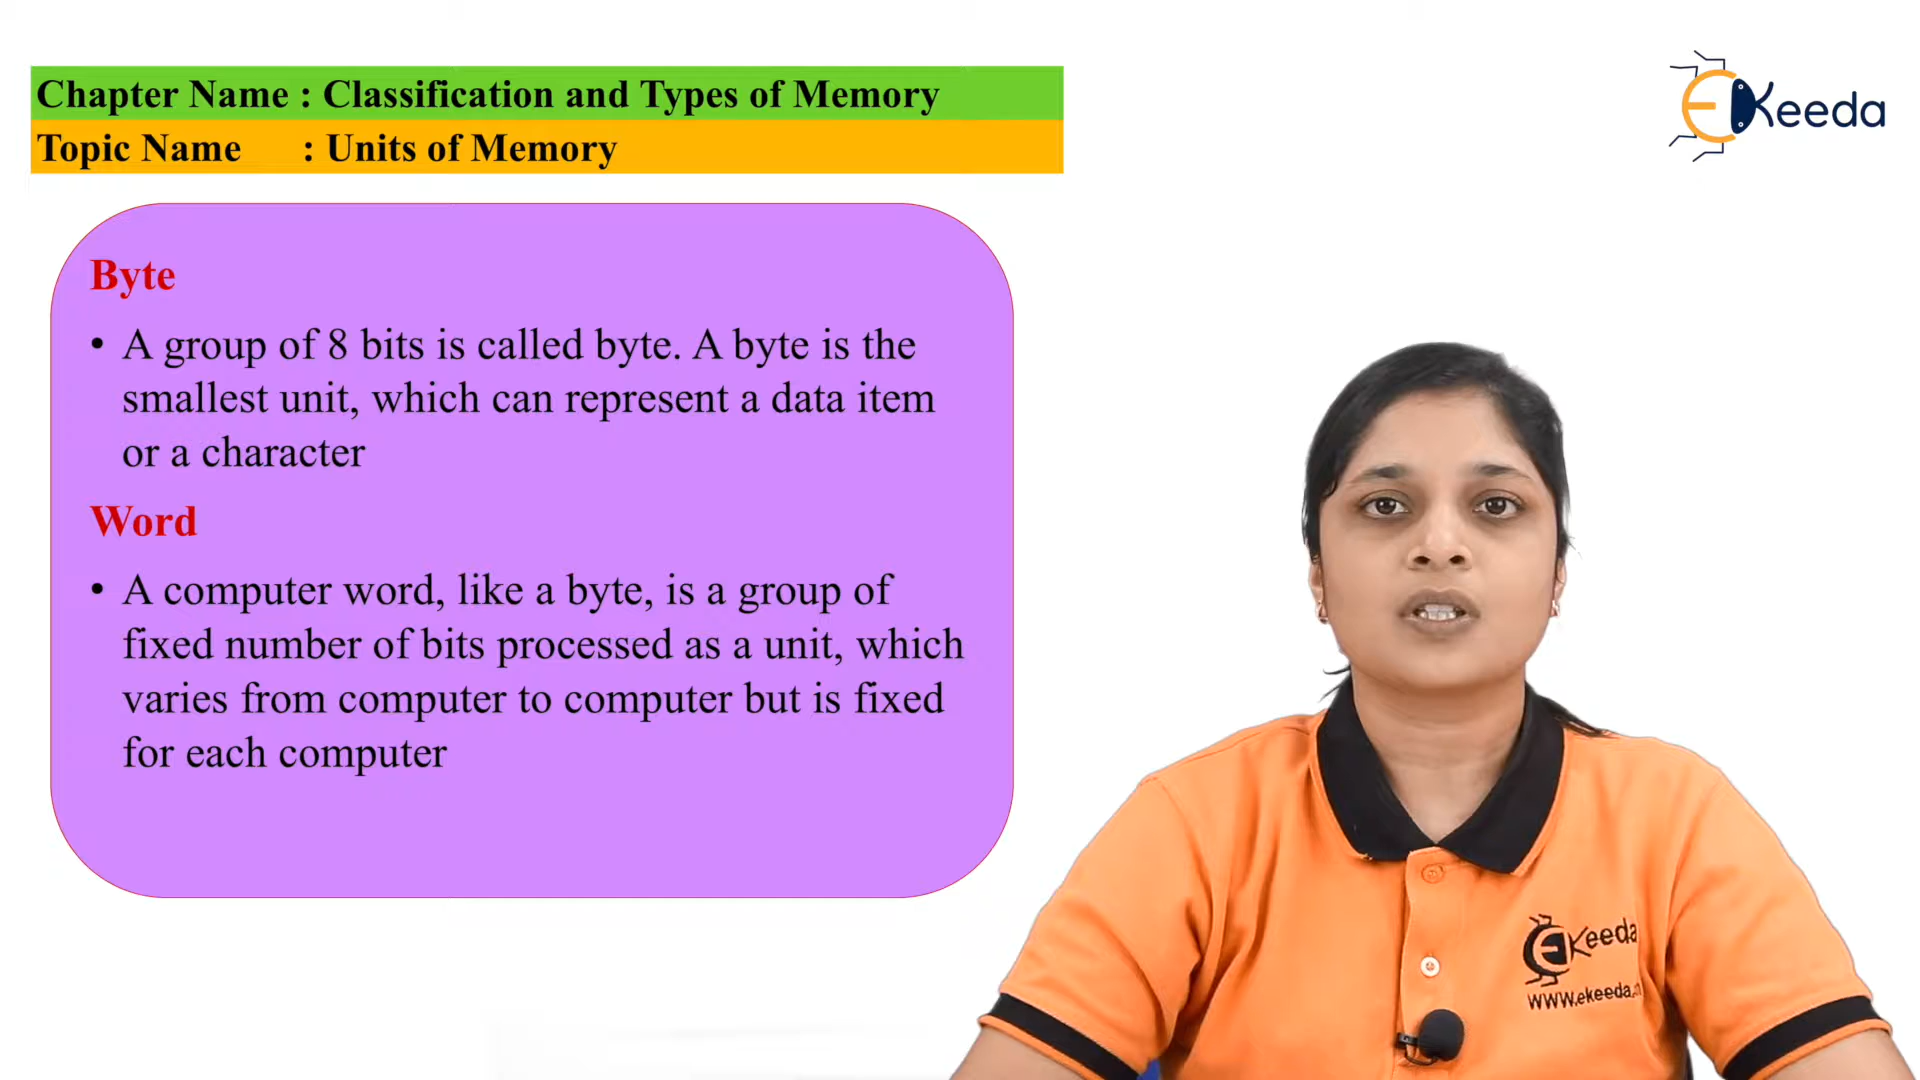 Chapter Name : Classification and Types of Memory
Topic Name : Units of Memory
EKeeda
Byte
• A group of 8 bits is called byte. A byte is the
smallest unit, which can represent a data item
or a character
Word
• A computer word, like a byte, is a group of
fixed number of bits processed as a unit, which
varies from computer to computer but is fixed
for each computer
EKeeda